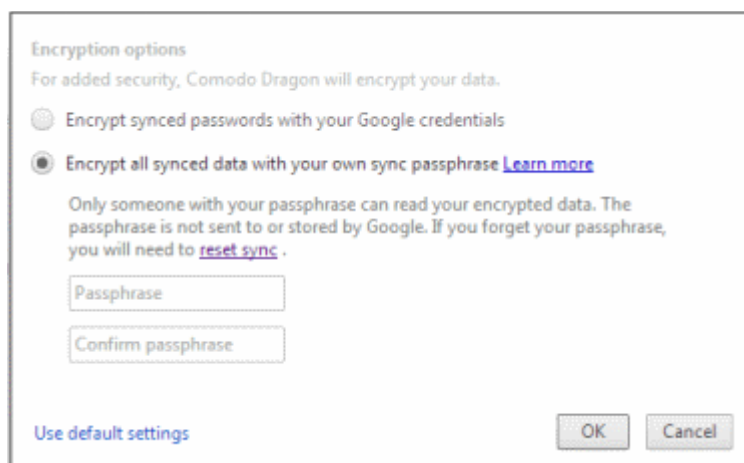 Encryption options
For added security, Comodo Dragon will encrypt your data.
Encrypt synced passwords with your Google credentials
Encrypt all synced data with your own sync passphrase Learn more
Only someone with your passphrase can read your encrypted data. The
passphrase is not sent to or stored by Google. If you forget your passphrase,
you will need to reset sync .
Passphrase
Confirm passphrase
Use default settings
OK
Cancel